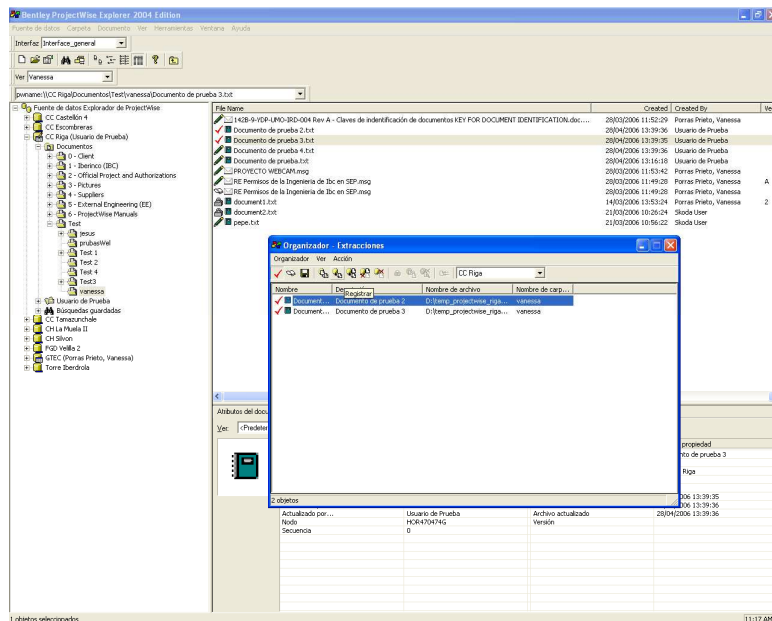 Bentley ProjectWise Explorer 2004 Edition
Fuente de datos Carpeta Documento Ver Herramientas Ventana Ayuda
Interfaz Interface_general
Ver Vanessa
pwname:\\CC Riga\Documentos\Test\vanessa\Documento de prueba 3.txt
Fuente de datos Explorador de ProjectWise
CC Castellón 4
CC Escombreras
CC Riga (Usuario de Prueba)
Documentos
0 - Client
1 - Iberinco (IBC)
2 - Official Project and Authorizations
3 - Pictures
4 - Suppliers
5 - External Engineering (EE)
6 - ProjectWise Manuals
Test
jesus
prubasWel
Test 1
Test 2
Test 4
Test3
vanessa
Usuario de Prueba
Búsquedas guardadas
CC Tamazunchale
CH La Muela II
CH Silvon
FGD Velilla 2
GTEC (Porras Prieto, Vanessa)
Torre Iberdrola
File Name Created Created By Ve
142B-9-YDP-UMO-IRD-004 Rev A - Claves de indentificación de documentos KEY FOR DOCUMENT IDENTIFICATION.doc.... 28/03/2006 11:52:29 Porras Prieto, Vanessa
Documento de prueba 2.txt 28/04/2006 13:39:36 Usuario de Prueba
Documento de prueba 3.txt 28/04/2006 13:39:35 Usuario de Prueba
Documento de prueba 4.txt 28/04/2006 13:39:36 Usuario de Prueba
Documento de prueba.txt 28/04/2006 13:16:18 Usuario de Prueba
PROYECTO WEBCAM.msg 28/03/2006 11:53:42 Porras Prieto, Vanessa
RE Permisos de la Ingenieria de Ibc en SEP.msg 28/03/2006 11:49:28 Porras Prieto, Vanessa A
RE Permisos de la Ingenieria de Ibc en SEP.msg 28/03/2006 11:49:28 Porras Prieto, Vanessa
document1.txt 14/03/2006 13:53:24 Porras Prieto, Vanessa 2
document2.txt 21/03/2006 10:26:24 Skoda User
pepe.txt 21/03/2006 10:56:22 Skoda User
Organizador - Extracciones
Organizador Ver Acción
CC Riga
Nombre Nombre de archivo Nombre de carp...
Registrar
Document... Documento de prueba 2 D:\temp_projectwise_riga... vanessa
Document... Documento de prueba 3 D:\temp_projectwise_riga... vanessa
2 objetos
Atributos del docu
Ver: <Predeter
propiedad
nto de prueba 3
Riga
006 13:39:35
006 13:39:36
Actualizado por... Usuario de Prueba Archivo actualizado 28/04/2006 13:39:36
Nodo HOR470474G Versión
Secuencia 0
1 objetos seleccionados 11:17 AM